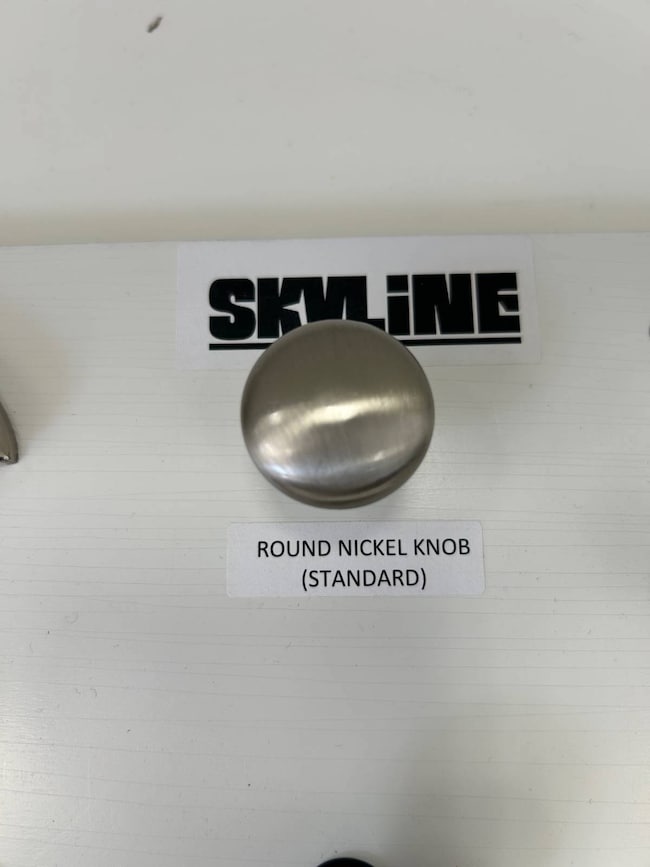 SKYLiNE
ROUND NICKEL KNOB
(STANDARD)